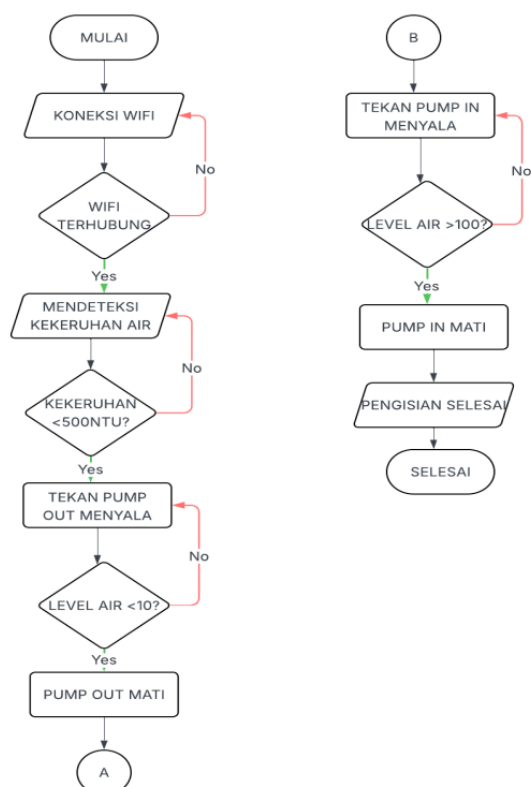 MULAI
KONEKSI WIFI
No
WIFI
TERHUBUNG
Yes
MENDETEKSI
KEKERUHAN AIR
No
KEKERUHAN
<500NTU?
Yes
TEKAN PUMP
OUT MENYALA
No
LEVEL AIR <10?
Yes
PUMP OUT MATI
A
B
TEKAN PUMP IN
MENYALA
No
LEVEL AIR >100?
Yes
PUMP IN MATI
PENGISIAN SELESAI
SELESAI